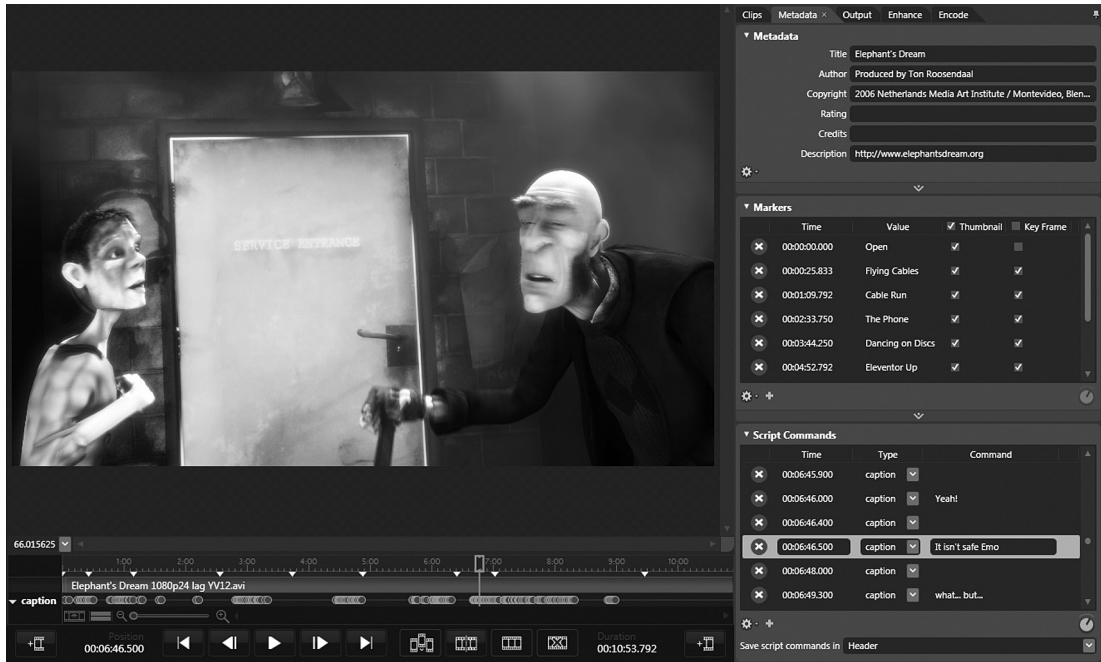 SERVICE ENTRANCE
66.015625
1:00 2:00 3:00 4:00 5:00 6:00 7:00 8:00 9:00 10:00
Elephant's Dream 1080p24 lag YV12.avi
caption
Position
00:06:46.500
Duration
00:10:53.792
Clips Metadata × Output Enhance Encode
Metadata
Title Elephant's Dream
Author Produced by Ton Roosendaal
Copyright 2006 Netherlands Media Art Institute / Montevideo, Blen...
Rating
Credits
Description http://www.elephantsdream.org
Markers
Time Value Thumbnail Key Frame
00:00:00.000 Open
00:00:25.833 Flying Cables
00:01:09.792 Cable Run
00:02:33.750 The Phone
00:03:44.250 Dancing on Discs
00:04:52.792 Eleventor Up
Script Commands
Time Type Command
00:06:45.900 caption
00:06:46.000 caption Yeah!
00:06:46.400 caption
00:06:46.500 caption It isn't safe Emo
00:06:48.000 caption
00:06:49.300 caption what... but...
Save script commands in Header